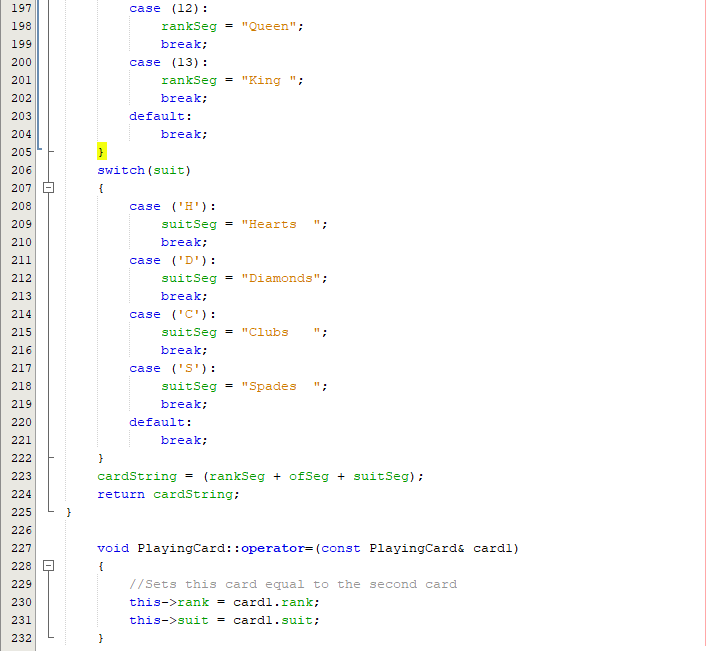 197         case (12):
198             rankSeg = "Queen";
199             break;
200         case (13):
201             rankSeg = "King ";
202             break;
203         default:
204             break;
205     }
206     switch(suit)
207     {
208         case ('H'):
209             suitSeg = "Hearts  ";
210             break;
211         case ('D'):
212             suitSeg = "Diamonds";
213             break;
214         case ('C'):
215             suitSeg = "Clubs   ";
216             break;
217         case ('S'):
218             suitSeg = "Spades  ";
219             break;
220         default:
221             break;
222     }
223     cardString = (rankSeg + ofSeg + suitSeg);
224     return cardString;
225 }
226
227     void PlayingCard::operator=(const PlayingCard& card1)
228     {
229         //Sets this card equal to the second card
230         this->rank = card1.rank;
231         this->suit = card1.suit;
232     }